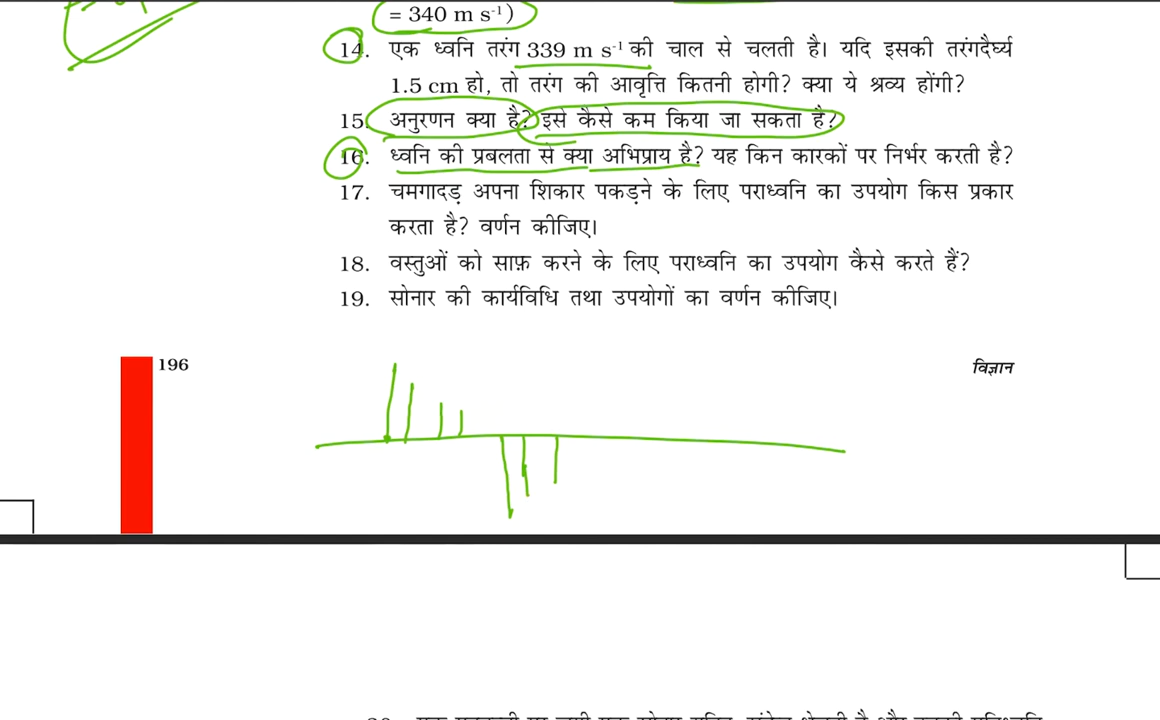 = 340 m s⁻¹)
14. एक ध्वनि तरंग 339 m s⁻¹ की चाल से चलती है। यदि इसकी तरंगदैर्घ्य
1.5 cm हो, तो तरंग की आवृत्ति कितनी होगी? क्या ये श्रव्य होंगी?
15. अनुरणन क्या है? इसे कैसे कम किया जा सकता है?
16. ध्वनि की प्रबलता से क्या अभिप्राय है? यह किन कारकों पर निर्भर करती है?
17. चमगादड़ अपना शिकार पकड़ने के लिए पराध्वनि का उपयोग किस प्रकार
करता है? वर्णन कीजिए।
18. वस्तुओं को साफ़ करने के लिए पराध्वनि का उपयोग कैसे करते हैं?
19. सोनार की कार्यविधि तथा उपयोगों का वर्णन कीजिए।
196
विज्ञान